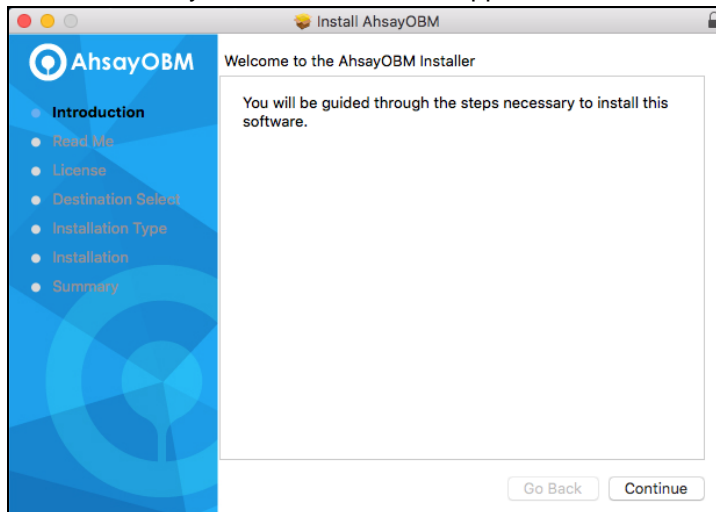 Install AhsayOBM
AhsayOBM
Welcome to the AhsayOBM Installer
Introduction
Read Me
License
Destination Select
Installation Type
Installation
Summary
You will be guided through the steps necessary to install this
software.
Go Back
Continue